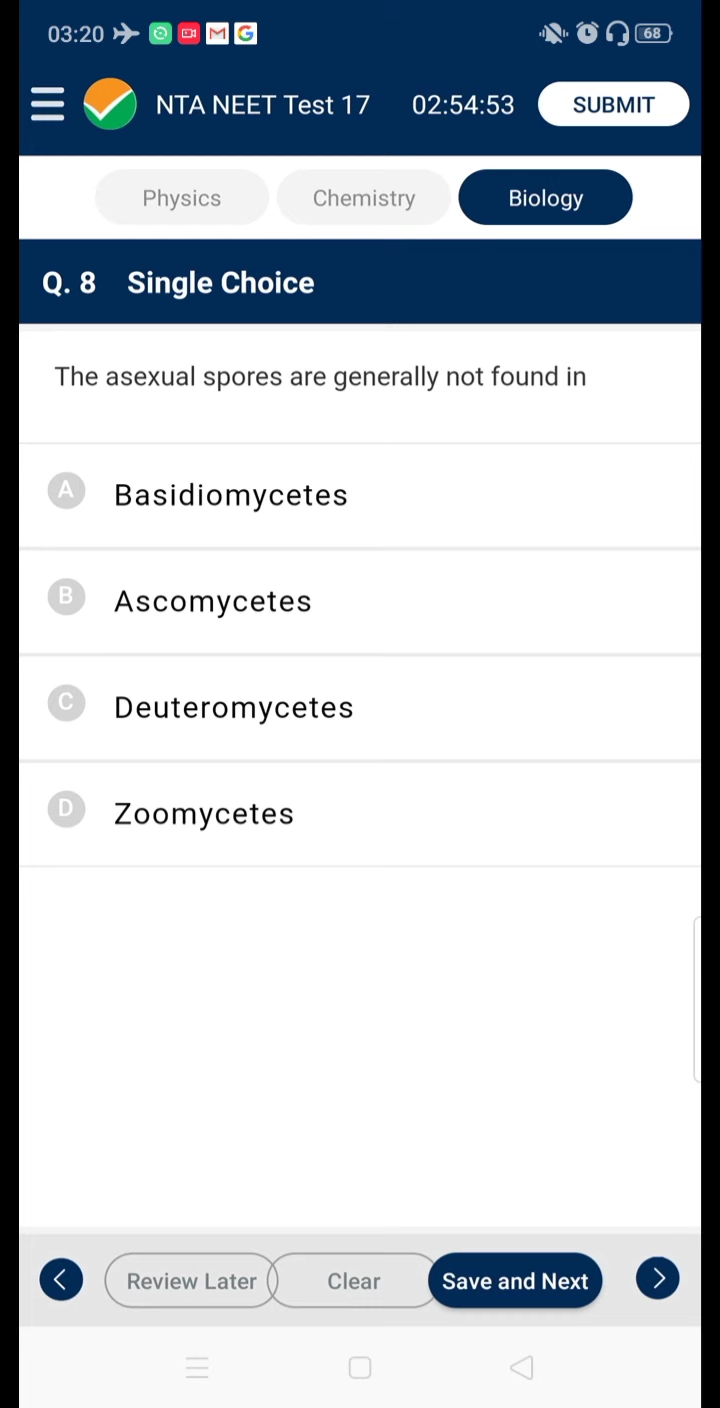 03:20 68
NTA NEET Test 17 02:54:53 SUBMIT
Physics Chemistry Biology
Q. 8 Single Choice
The asexual spores are generally not found in
A Basidiomycetes
B Ascomycetes
C Deuteromycetes
D Zoomycetes
Review Later Clear Save and Next